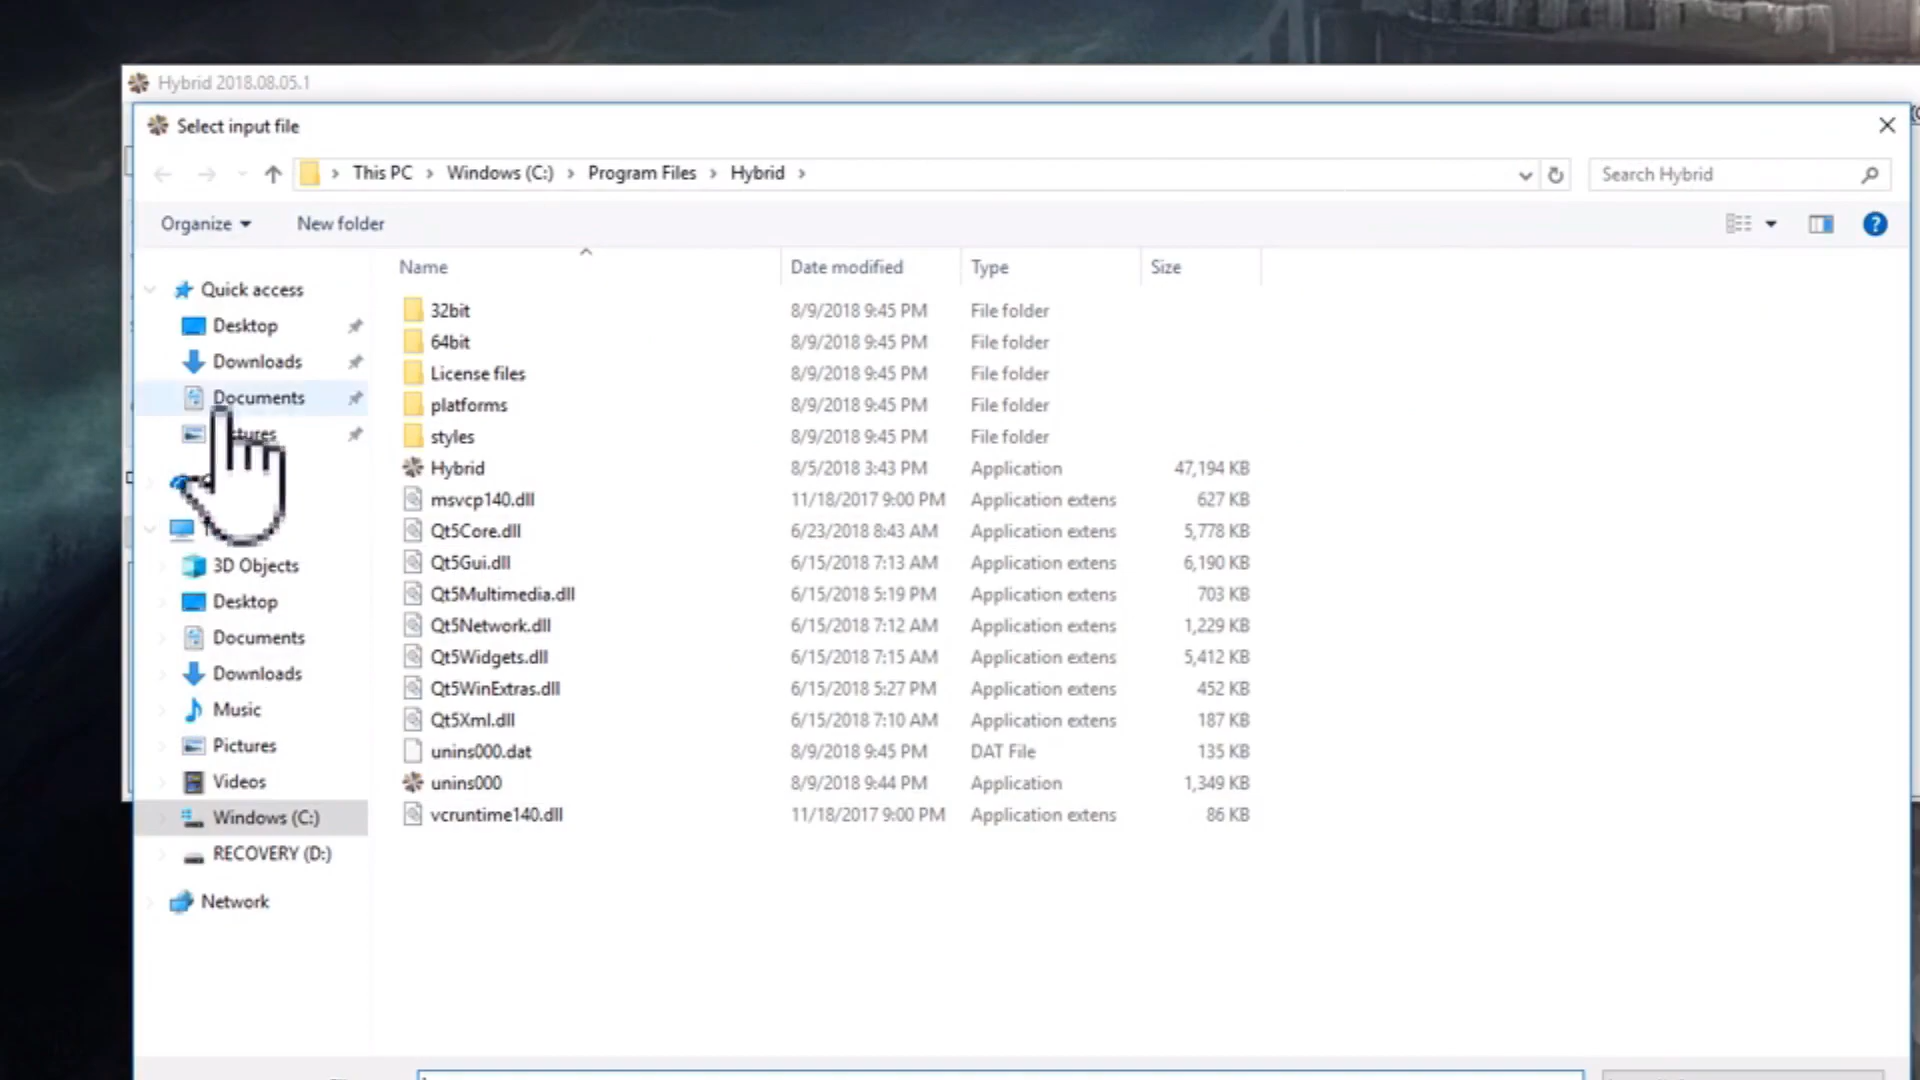 Hybrid 2018.08.05.1
Select input file
This PC > Windows (C:) > Program Files > Hybrid >
Search Hybrid
Organize
New folder
Name
Date modified
Type
Size
Quick access
Desktop
Downloads
Documents
3D Objects
Desktop
Documents
Downloads
Music
Pictures
Videos
Windows (C:)
RECOVERY (D:)
Network
32bit 8/9/2018 9:45 PM File folder
64bit 8/9/2018 9:45 PM File folder
License files 8/9/2018 9:45 PM File folder
platforms 8/9/2018 9:45 PM File folder
styles 8/9/2018 9:45 PM File folder
Hybrid 8/5/2018 3:43 PM Application 47,194 KB
msvcp140.dll 11/18/2017 9:00 PM Application extens 627 KB
Qt5Core.dll 6/23/2018 8:43 AM Application extens 5,778 KB
Qt5Gui.dll 6/15/2018 7:13 AM Application extens 6,190 KB
Qt5Multimedia.dll 6/15/2018 5:19 PM Application extens 703 KB
Qt5Network.dll 6/15/2018 7:12 AM Application extens 1,229 KB
Qt5Widgets.dll 6/15/2018 7:15 AM Application extens 5,412 KB
Qt5WinExtras.dll 6/15/2018 5:27 PM Application extens 452 KB
Qt5Xml.dll 6/15/2018 7:10 AM Application extens 187 KB
unins000.dat 8/9/2018 9:45 PM DAT File 135 KB
unins000 8/9/2018 9:44 PM Application 1,349 KB
vcruntime140.dll 11/18/2017 9:00 PM Application extens 86 KB